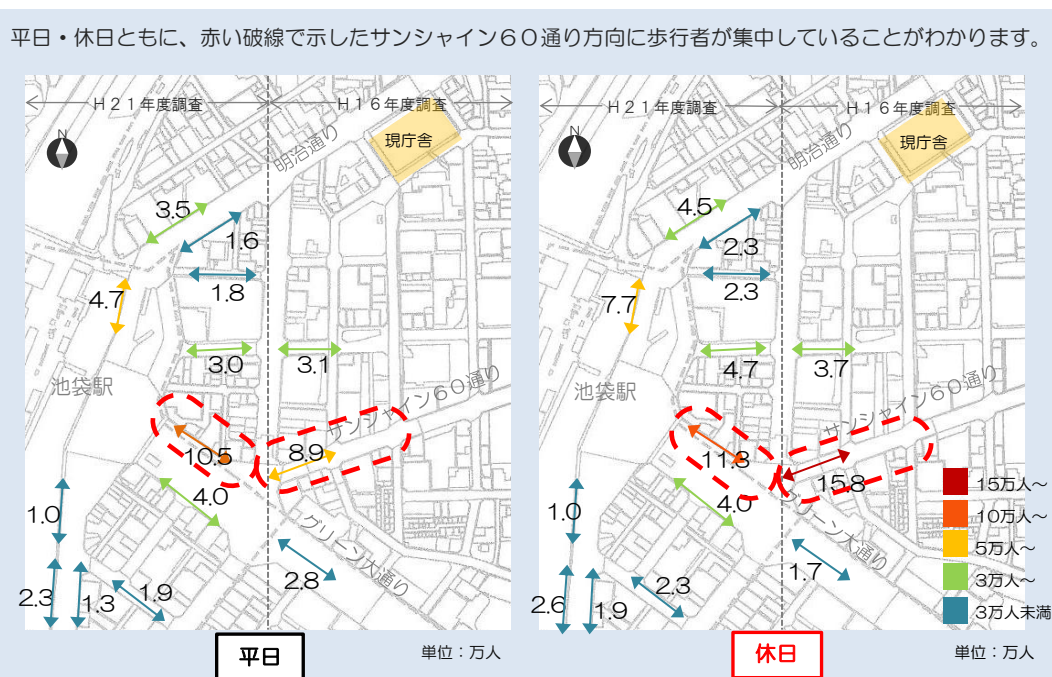 平日・休日ともに、赤い破線で示したサンシャイン60通り方向に歩行者が集中していることがわかります。
H21年度調査
H16年度調査
N
現庁舎
明治通り
3.5
1.6
1.8
4.7
3.0
3.1
池袋駅
サンシャイン60通り
10.5
8.9
4.0
グリーン大通り
1.0
2.8
2.3
1.3
1.9
平日
単位:万人
H21年度調査
H16年度調査
N
現庁舎
明治通り
4.5
2.3
2.3
7.7
4.7
3.7
池袋駅
サンシャイン60通り
11.3
15.8
4.0
グリーン大通り
1.0
1.7
2.6
1.9
2.3
15万人~
10万人~
5万人~
3万人~
3万人未満
休日
単位:万人